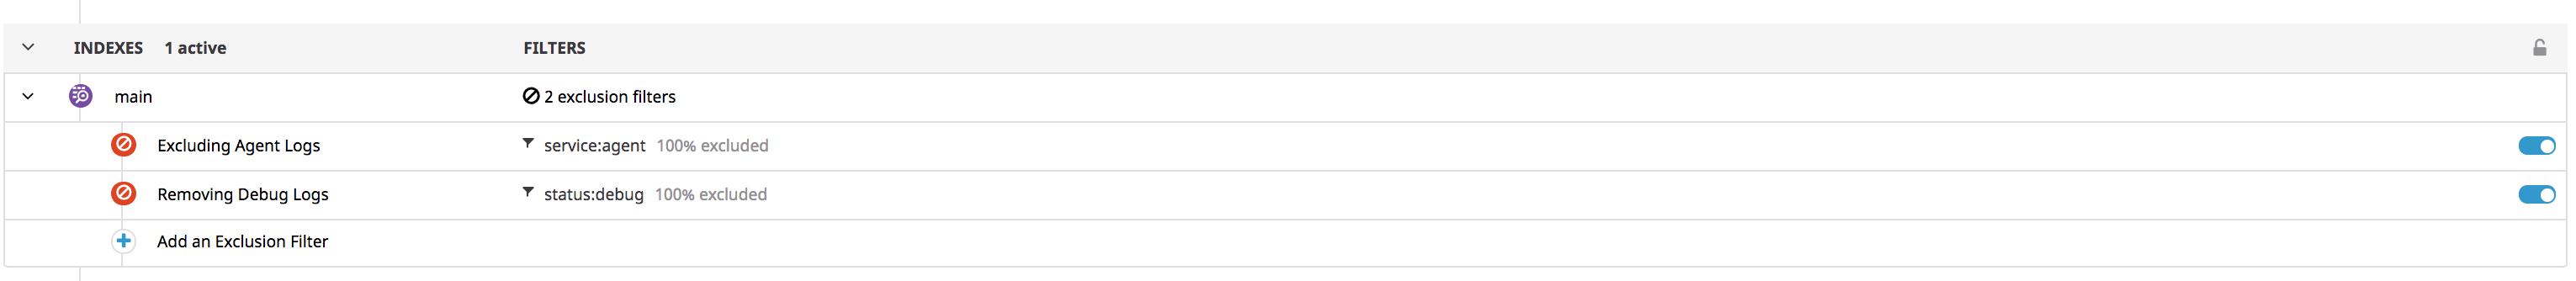 INDEXES 1 active FILTERS
main 2 exclusion filters
Excluding Agent Logs service:agent 100% excluded
Removing Debug Logs status:debug 100% excluded
Add an Exclusion Filter